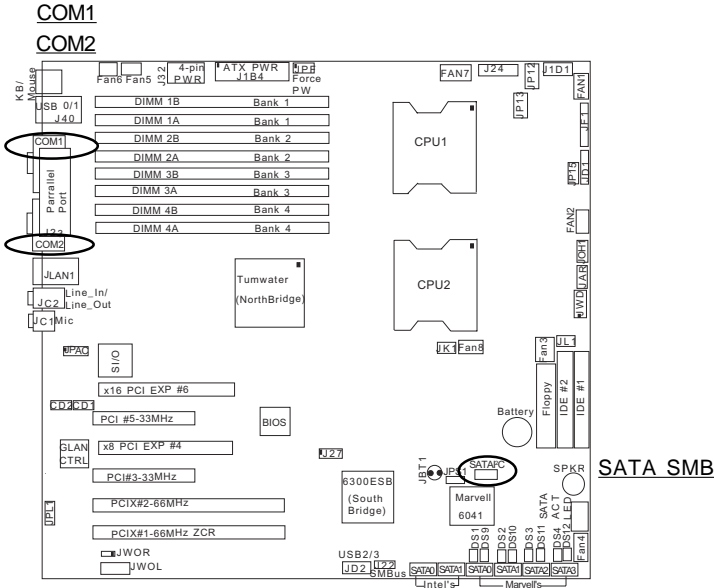 COM1
COM2
KB/
Mouse
Fan6 Fan5
J32
4-pin
PWR
ATX PWR
J1B4
JPF
Force
PW
FAN7
J24
JP12
J1D1
JP13
FAN1
JF1
USB 0/1
J40
DIMM 1B Bank 1
DIMM 1A Bank 1
DIMM 2B Bank 2
DIMM 2A Bank 2
DIMM 3B Bank 3
DIMM 3A Bank 3
DIMM 4B Bank 4
DIMM 4A Bank 4
COM1
Parrallel
Port
J23
COM2
CPU1
JP15
JD1
FAN2
JOH1
JAR
JWD
JLAN1
JC2
Line_In/
Line_Out
JC1 Mic
Tumwater
(NorthBridge)
CPU2
JK1 Fan8
Fan3
JL1
JPAC
S/I/O
x16 PCI EXP #6
CD2 CD1
PCI #5-33MHz
BIOS
Battery
Floppy
IDE #2
IDE #1
GLAN
CTRL
x8 PCI EXP #4
J27
PCI#3-33MHz
6300ESB
(South
Bridge)
JBT1
JPS1
SATAI²C
SPKR
SATA SMB
JPL1
PCIX#2-66MHz
Marvell
6041
SATA
ACT
LED
PCIX#1-66MHz ZCR
DS1
DS9
DS2
DS10
DS3
DS11
DS4
DS12
Fan4
JWOR
JWOL
USB2/3
JD2
J22
SMBus
SATA0 SATA1 SATA0 SATA1 SATA2 SATA3
Intel's
Marvell's